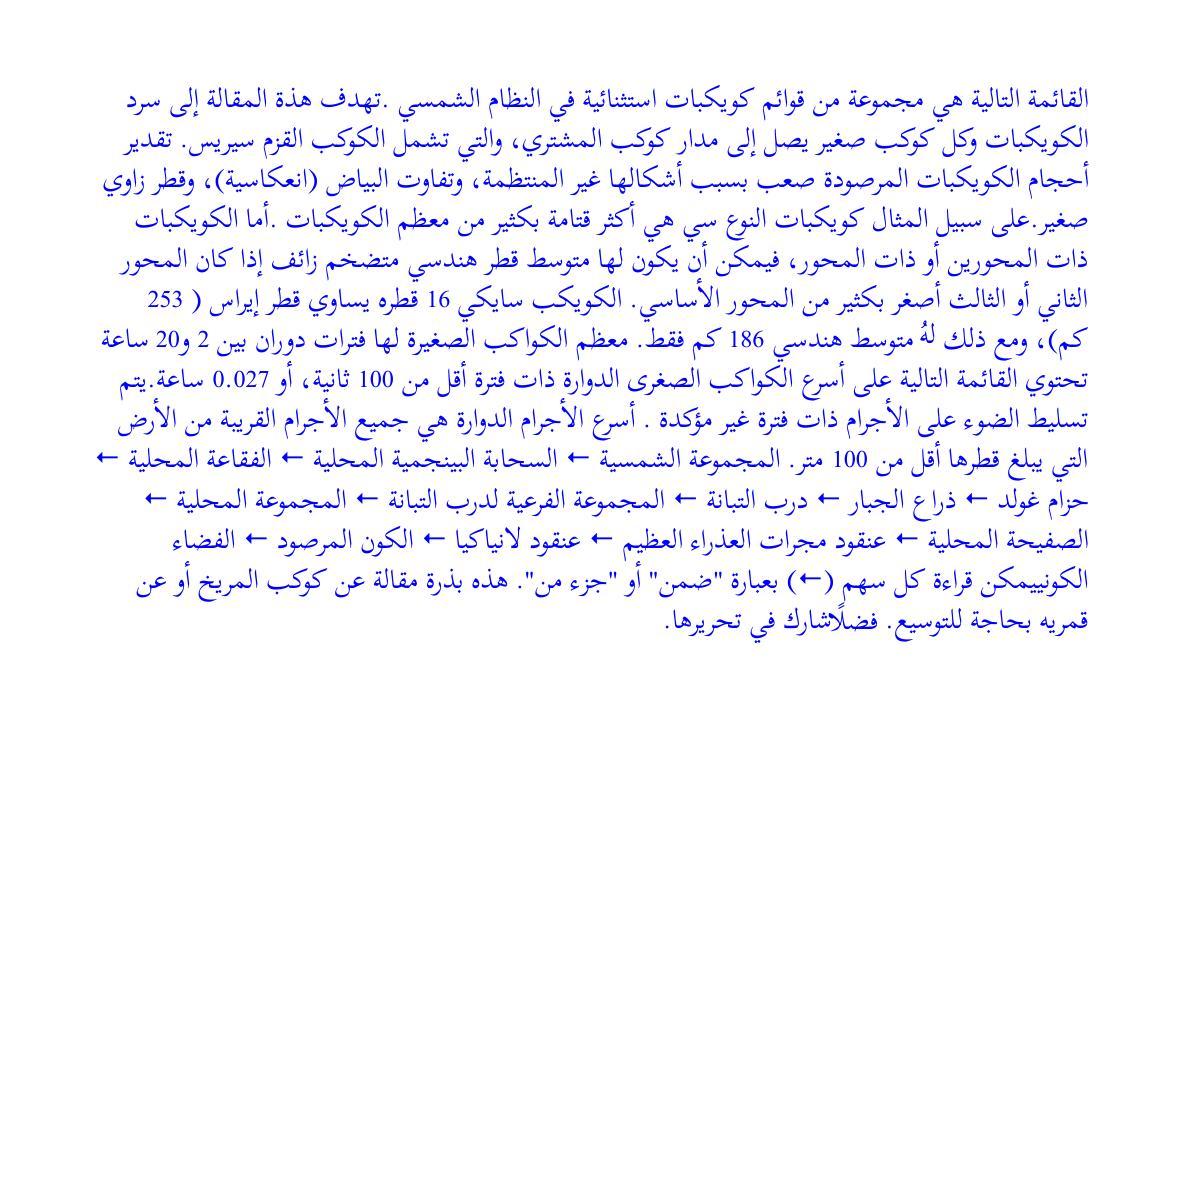 القائمة التالية هي مجموعة من قوائم كويكبات استثنائية في النظام الشمسي .تهدف هذة المقالة إلى سرد
الكويكبات وكل كوكب صغير يصل إلى مدار كوكب المشتري، والتي تشمل الكوكب القزم سيريس. تقدير
أحجام الكويكبات المرصودة صعب بسبب أشكالها غير المنتظمة، وتفاوت البياض (انعكاسية)، وقطر زاوي
صغير.على سبيل المثال كويكبات النوع سي هي أكثر قتامة بكثير من معظم الكويكبات .أما الكويكبات
ذات المحورين أو ذات المحور، فيمكن أن يكون لها متوسط قطر هندسي متضخم زائف إذا كان المحور
الثاني أو الثالث أصغر بكثير من المحور الأساسي. الكويكب سايكي 16 قطره يساوي قطر إيراس ( 253
كم)، ومع ذلك لهُ متوسط هندسي 186 كم فقط. معظم الكواكب الصغيرة لها فترات دوران بين 2 و20 ساعة
تحتوي القائمة التالية على أسرع الكواكب الصغرى الدوارة ذات فترة أقل من 100 ثانية، أو 0.027 ساعة.يتم
تسليط الضوء على الأجرام ذات فترة غير مؤكدة . أسرع الأجرام الدوارة هي جميع الأجرام القريبة من الأرض
التي يبلغ قطرها أقل من 100 متر. المجموعة الشمسية ← السحابة البينجمية المحلية ← الفقاعة المحلية ←
حزام غولد ← ذراع الجبار ← درب التبانة ← المجموعة الفرعية لدرب التبانة ← المجموعة المحلية ←
الصفيحة المحلية ← عنقود مجرات العذراء العظيم ← عنقود لانياكيا ← الكون المرصود ← الفضاء
الكونييمكن قراءة كل سهم (←) بعبارة "ضمن" أو "جزء من". هذه بذرة مقالة عن كوكب المريخ أو عن
قمريه بحاجة للتوسيع. فضلًاشارك في تحريرها.